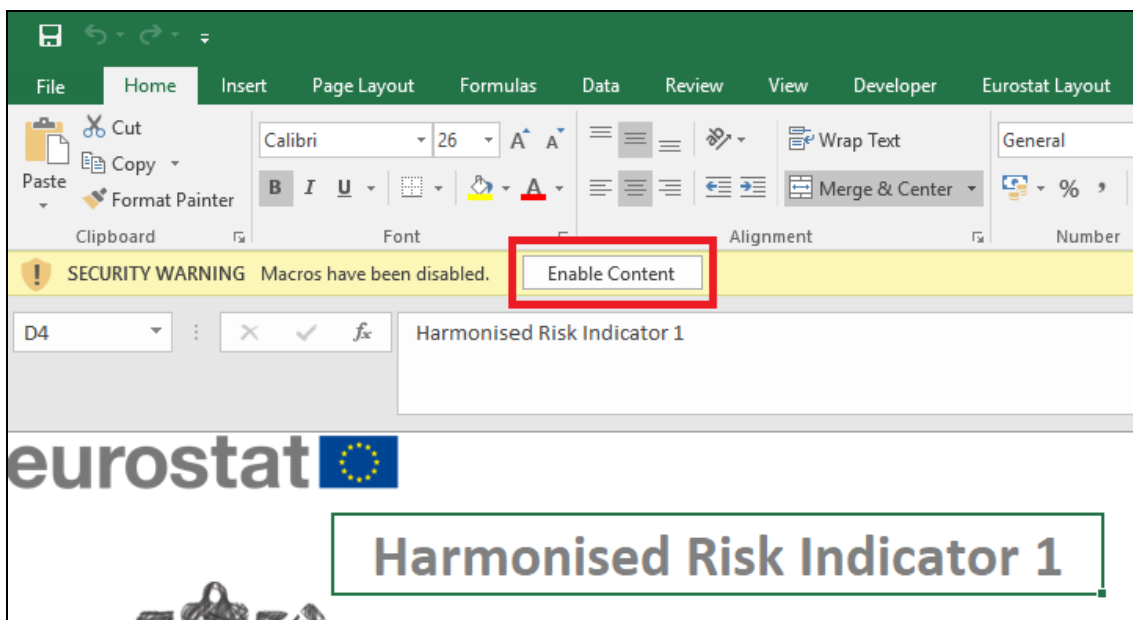 File Home Insert Page Layout Formulas Data Review View Developer Eurostat Layout
Cut
Copy
Format Painter
Paste
Clipboard
Calibri 26 A A
B I U A
Font
Wrap Text
Merge & Center
Alignment
General
% ,
Number
SECURITY WARNING Macros have been disabled. Enable Content
D4 fx Harmonised Risk Indicator 1
eurostat
Harmonised Risk Indicator 1